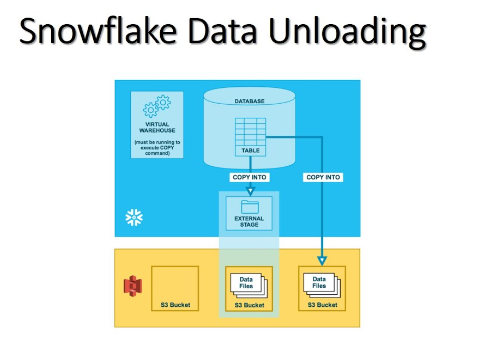 Snowflake Data Unloading
DATABASE
VIRTUAL
WAREHOUSE
(must be running to
execute COPY
command)
TABLE
COPY INTO
COPY INTO
EXTERNAL
STAGE
Data
Files
Data
Files
S3 Bucket
S3 Bucket
S3 Bucket